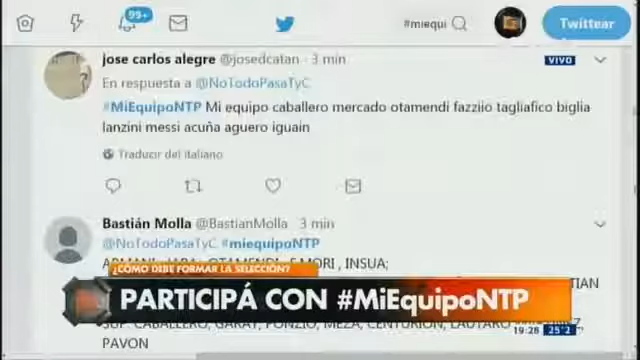 99+
#miequi
Twittear
jose carlos alegre @josedcatan · 3 min
VIVO
En respuesta a @NoTodoPasaTyC
#MiEquipoNTP Mi equipo caballero mercado otamendi fazziio tagliafico biglia
lanzini messi acuña aguero iguain
Traducir del italiano
Bastián Molla @BastianMolla · 3 min
@NoTodoPasaTyC #miequipoNTP
OTAMENDI, F.MORI , INSUA;
¿CÓMO DEBE FORMAR LA SELECCIÓN?
TIAN
PARTICIPÁ CON #MiEquipoNTP
SUP: CABALLERO, GARAY, PONZIO, MEZA, CENTURION, LAUTARO
19:28 25°2
PAVON